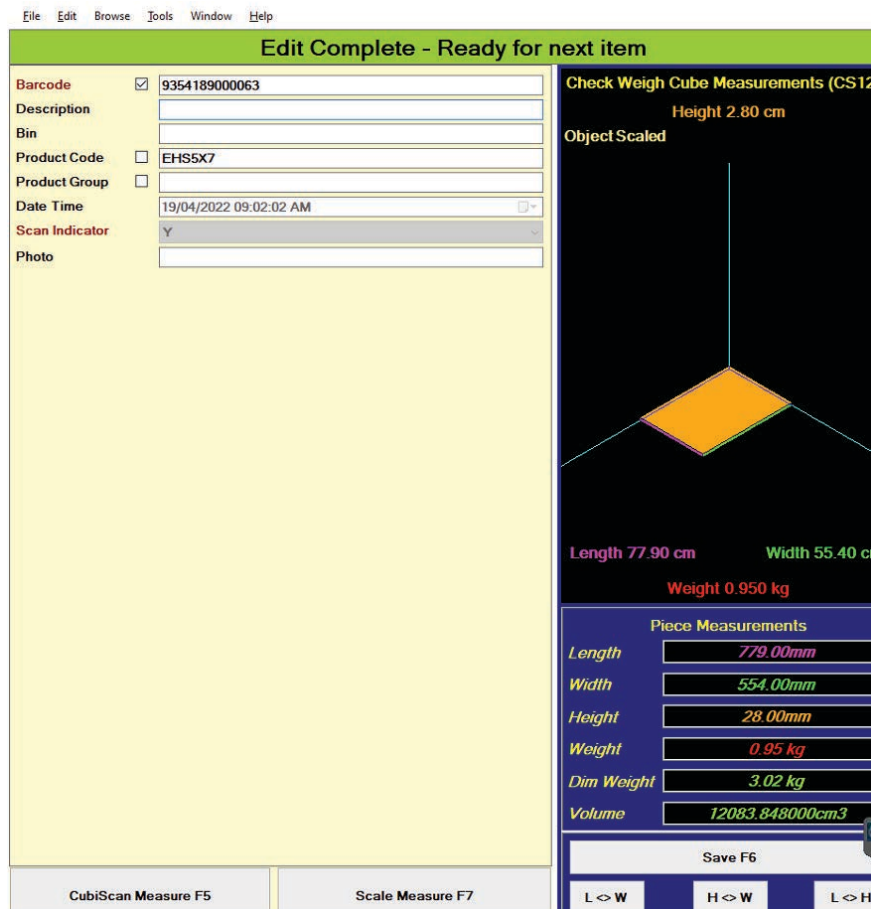 File Edit Browse Tools Window Help
Edit Complete - Ready for next item
Barcode 9354189000063
Description
Bin
Product Code EHS5X7
Product Group
Date Time 19/04/2022 09:02:02 AM
Scan Indicator Y
Photo
CubiScan Measure F5 Scale Measure F7
Check Weigh Cube Measurements (CS12
Height 2.80 cm
Object Scaled
Length 77.90 cm Width 55.40 c
Weight 0.950 kg
Piece Measurements
Length 779.00mm
Width 554.00mm
Height 28.00mm
Weight 0.95 kg
Dim Weight 3.02 kg
Volume 12083.848000cm3
Save F6
L <> W H <> W L <> H